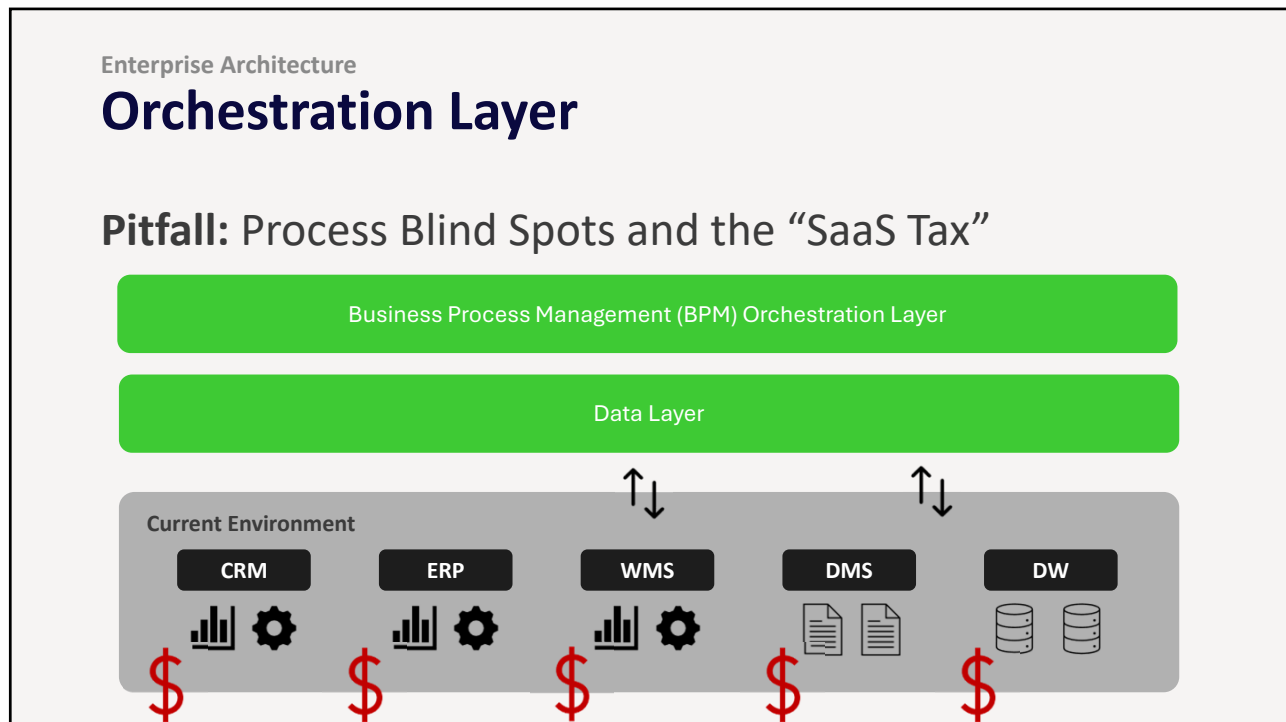 Enterprise Architecture
Orchestration Layer
Pitfall: Process Blind Spots and the “SaaS Tax”
Business Process Management (BPM) Orchestration Layer
Data Layer
Current Environment
CRM ERP WMS DMS DW
$ $ $ $ $